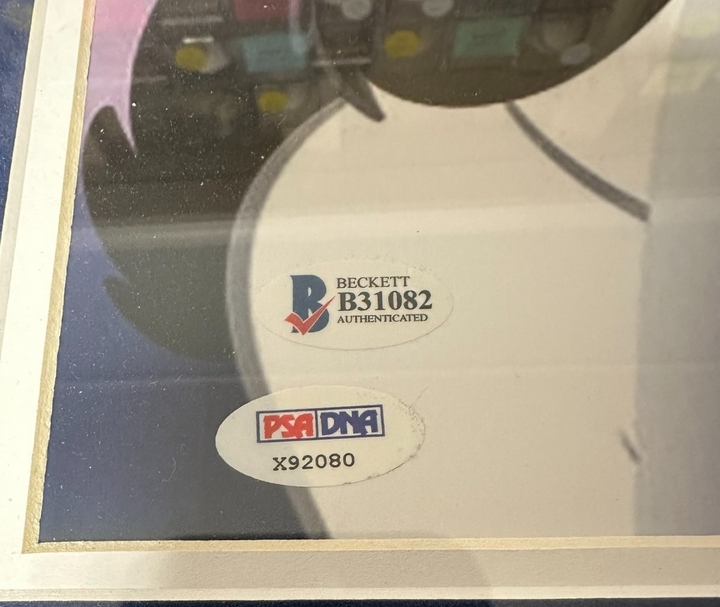 BECKETT
B31082
AUTHENTICATED
PSA DNA
X92080